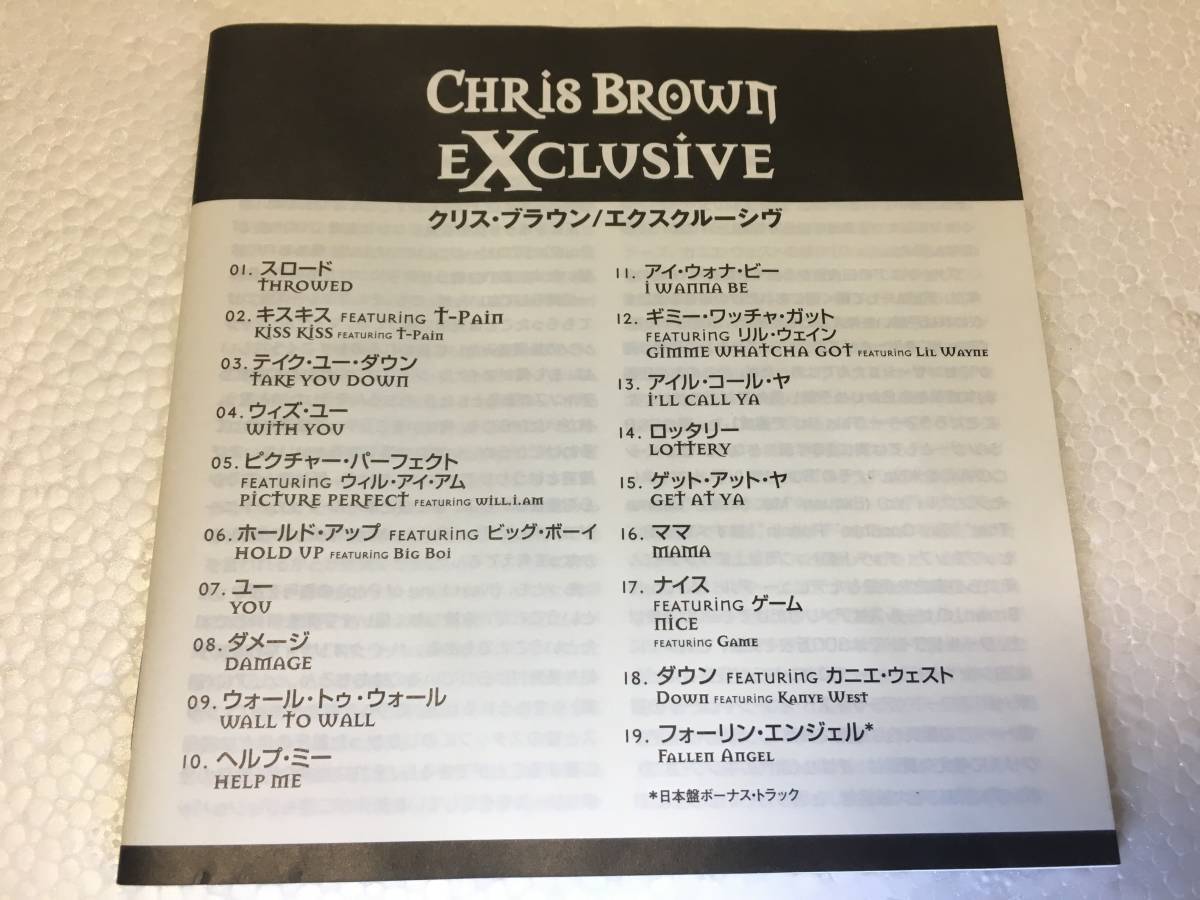 CHRIS BROWN
EXCLUSIVE
クリス・ブラウン/エクスクルーシヴ
01. スロード
THROWED
02. キスキス FEATURING T-PAIN
KISS KISS FEATURING T-PAIN
03. テイク・ユー・ダウン
TAKE YOU DOWN
04. ウィズ・ユー
WITH YOU
05. ピクチャー・パーフェクト
FEATURING ウィル・アイ・アム
PICTURE PERFECT FEATURING WILL.I.AM
06. ホールド・アップ FEATURING ビッグ・ボーイ
HOLD UP FEATURING BIG BOI
07. ユー
YOU
08. ダメージ
DAMAGE
09. ウォール・トゥ・ウォール
WALL TO WALL
10. ヘルプ・ミー
HELP ME
11. アイ・ウォナ・ビー
I WANNA BE
12. ギミー・ワッチャ・ガット
FEATURING リル・ウェイン
GIMME WHATCHA GOT FEATURING LIL WAYNE
13. アイル・コール・ヤ
I'LL CALL YA
14. ロッタリー
LOTTERY
15. ゲット・アット・ヤ
GET AT YA
16. ママ
MAMA
17. ナイス
FEATURING ゲーム
NICE
FEATURING GAME
18. ダウン FEATURING カニエ・ウェスト
DOWN FEATURING KANYE WEST
19. フォーリン・エンジェル*
FALLEN ANGEL
*日本盤ボーナス・トラック